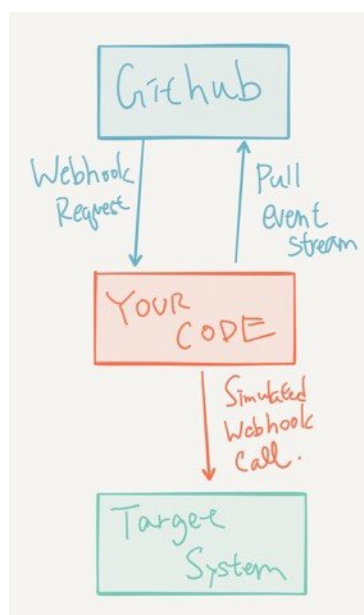 Github
Webhook
Request
Pull
event
stream
YOUR
CODE
Simulated
Webhook
Call.
Target
System